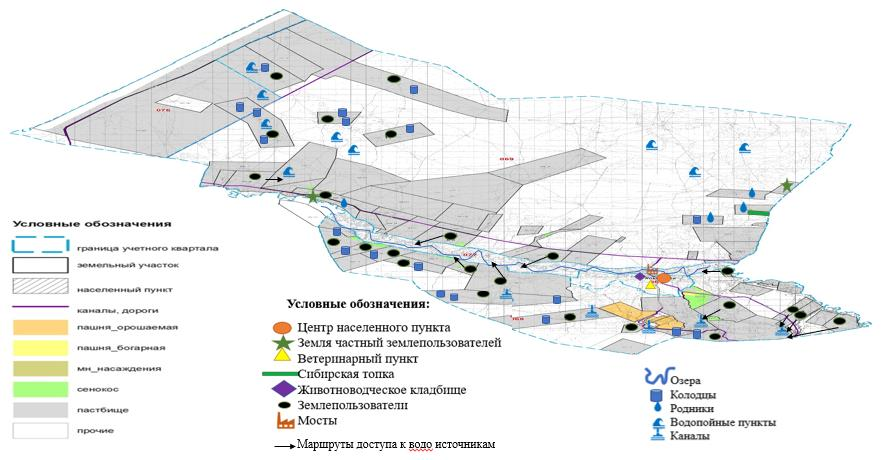 076
069
Условные обозначения
граница учетного квартала
земельный участок
населенный пункт
каналы, дороги
пашня_орошаемая
пашня_богарная
мн_насаждения
сенокос
пастбище
прочие
Условные обозначения:
Центр населенного пункта
Земля частный землепользователей
Ветеринарный пункт
Сибирская топка
Животноводческое кладбище
Землепользователи
Мосты
Маршруты доступа к водо источникам
Озера
Колодцы
Родники
Водопойные пункты
Каналы